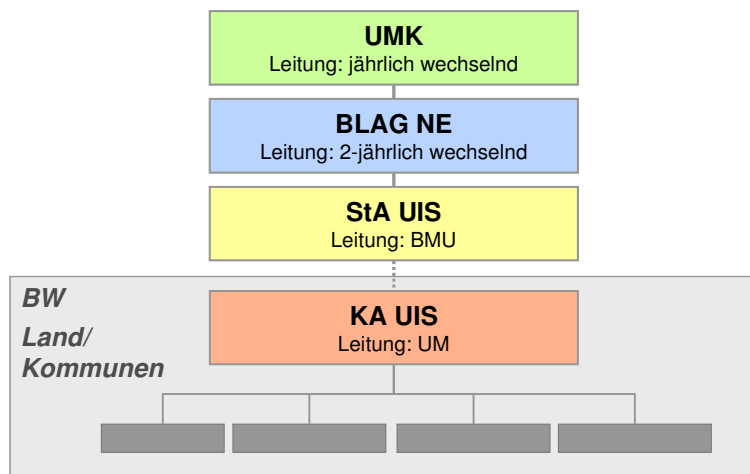 UMK
Leitung: jährlich wechselnd
BLAG NE
Leitung: 2-jährlich wechselnd
StA UIS
Leitung: BMU
BW
Land/
Kommunen
KA UIS
Leitung: UM